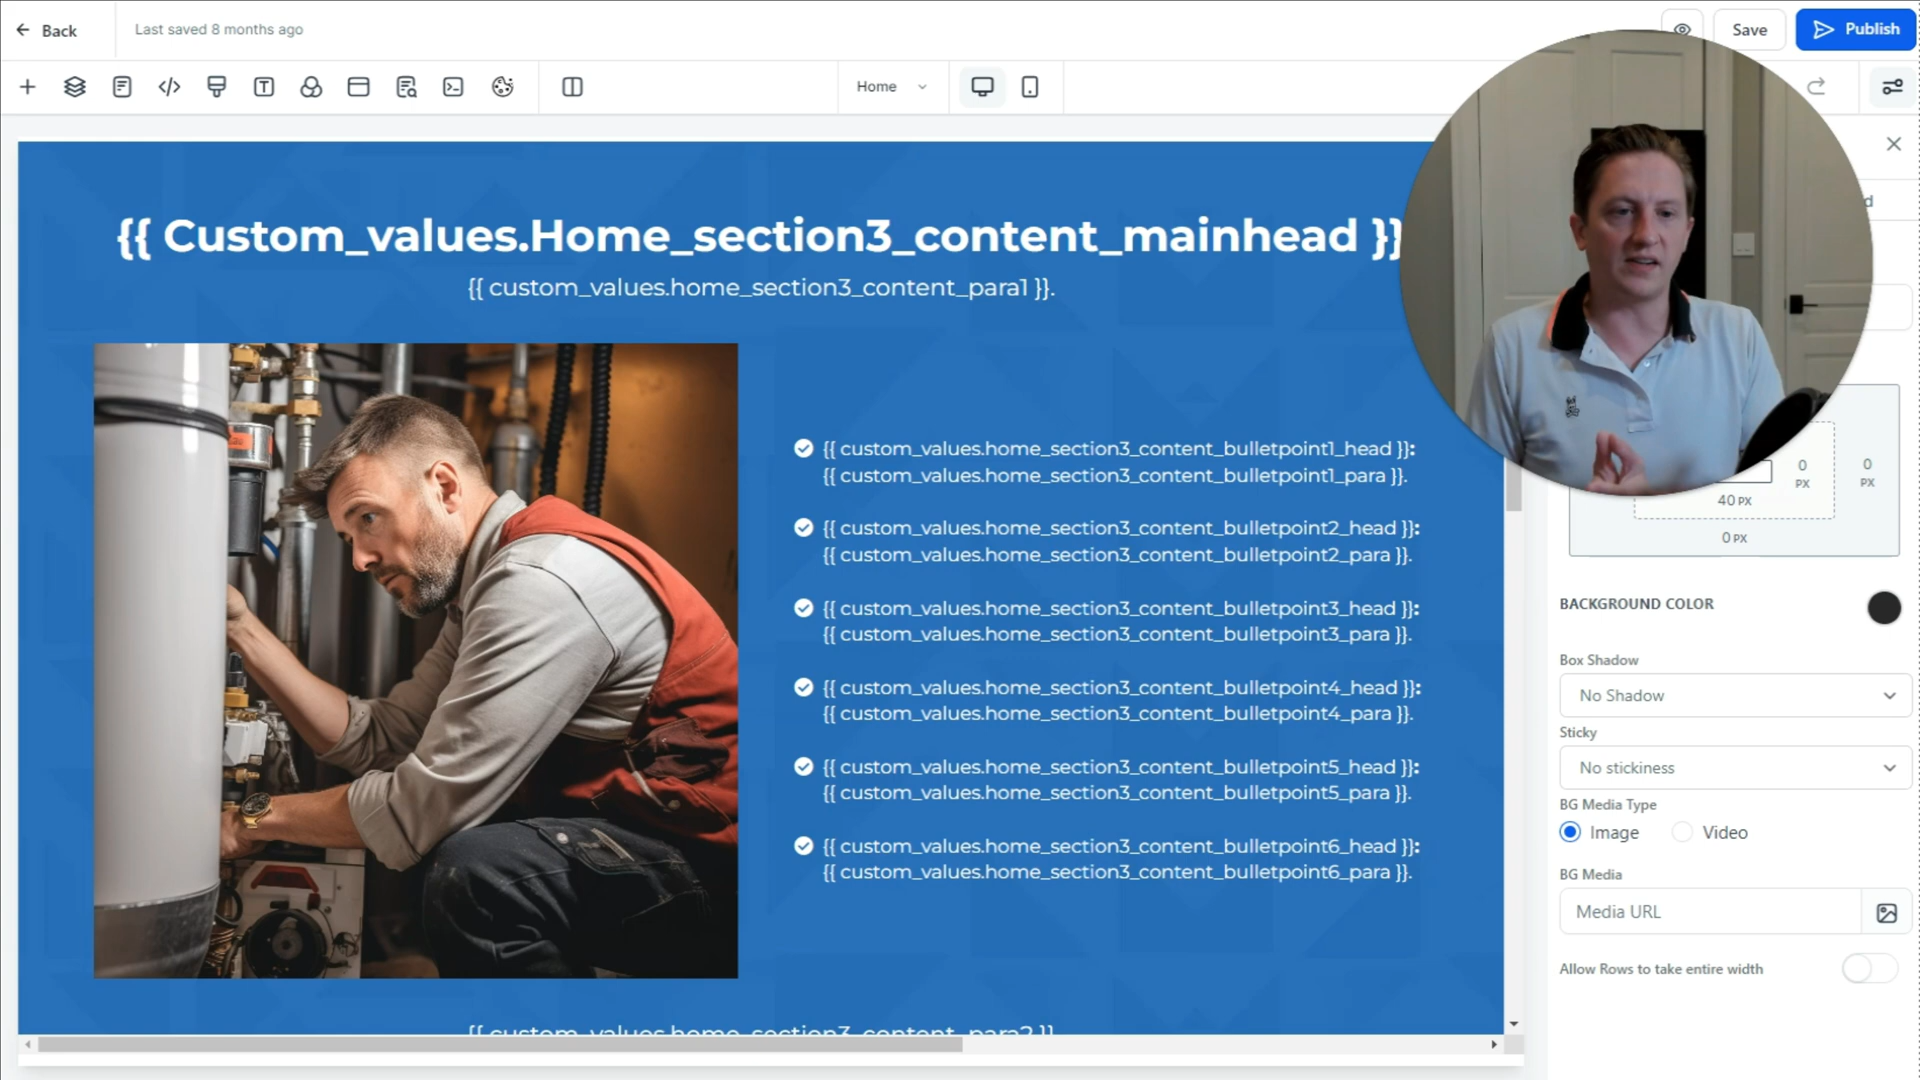 Back
Last saved 8 months ago
Save
Publish
Home
{{ Custom_values.Home_section3_content_mainhead }}
{{ custom_values.home_section3_content_para1 }}.
{{ custom_values.home_section3_content_bulletpoint1_head }}:
{{ custom_values.home_section3_content_bulletpoint1_para }}.
{{ custom_values.home_section3_content_bulletpoint2_head }}:
{{ custom_values.home_section3_content_bulletpoint2_para }}.
{{ custom_values.home_section3_content_bulletpoint3_head }}:
{{ custom_values.home_section3_content_bulletpoint3_para }}.
{{ custom_values.home_section3_content_bulletpoint4_head }}:
{{ custom_values.home_section3_content_bulletpoint4_para }}.
{{ custom_values.home_section3_content_bulletpoint5_head }}:
{{ custom_values.home_section3_content_bulletpoint5_para }}.
{{ custom_values.home_section3_content_bulletpoint6_head }}:
{{ custom_values.home_section3_content_bulletpoint6_para }}.
{{ custom_values.home_section3_content_para2 }}
0 PX
0 PX
40 PX
0 PX
BACKGROUND COLOR
Box Shadow
No Shadow
Sticky
No stickiness
BG Media Type
Image Video
BG Media
Media URL
Allow Rows to take entire width